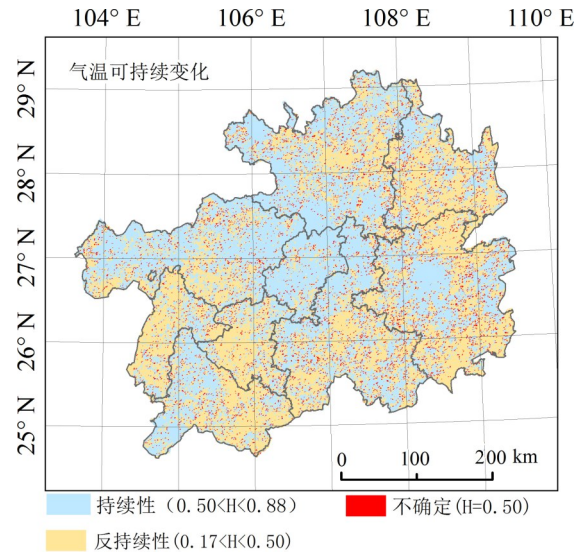 104° E 106° E 108° E 110° E
气温可持续变化
29° N
28° N
27° N
26° N
25° N
0 100 200 km
持续性（0.50<H<0.88） 不确定(H=0.50)
反持续性(0.17<H<0.50)